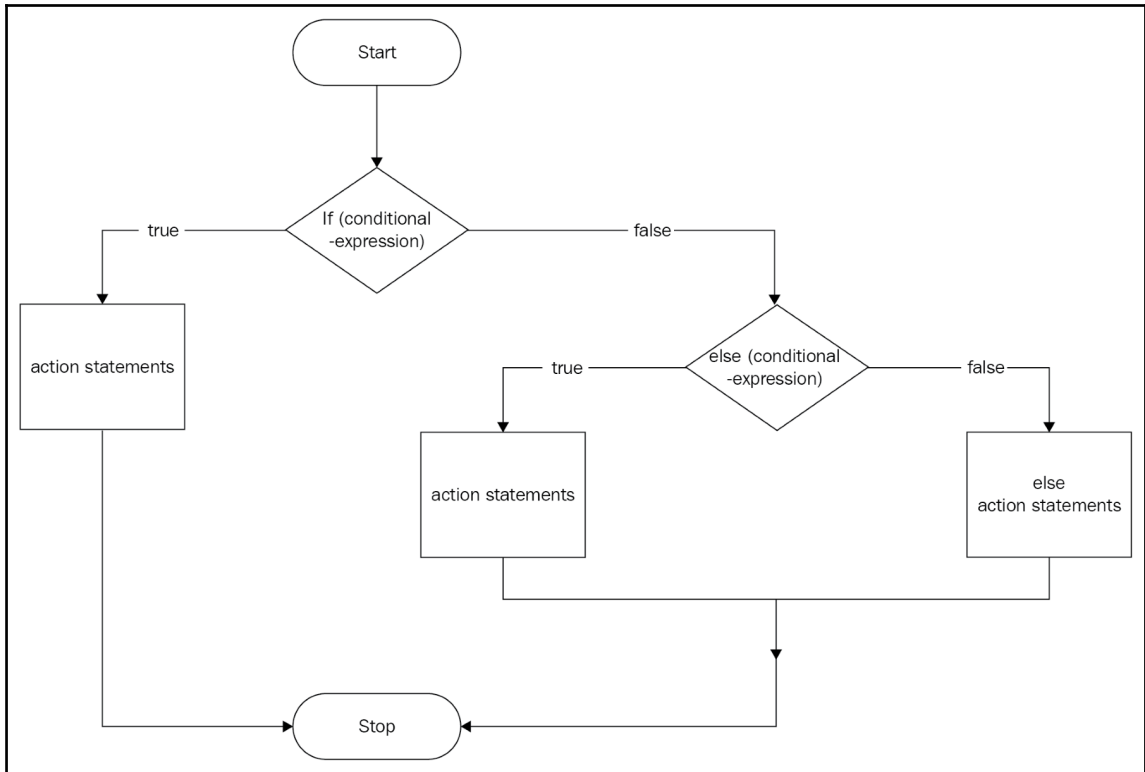 Start
If (conditional
-expression)
true
false
action statements
else (conditional
-expression)
true
false
action statements
else
action statements
Stop